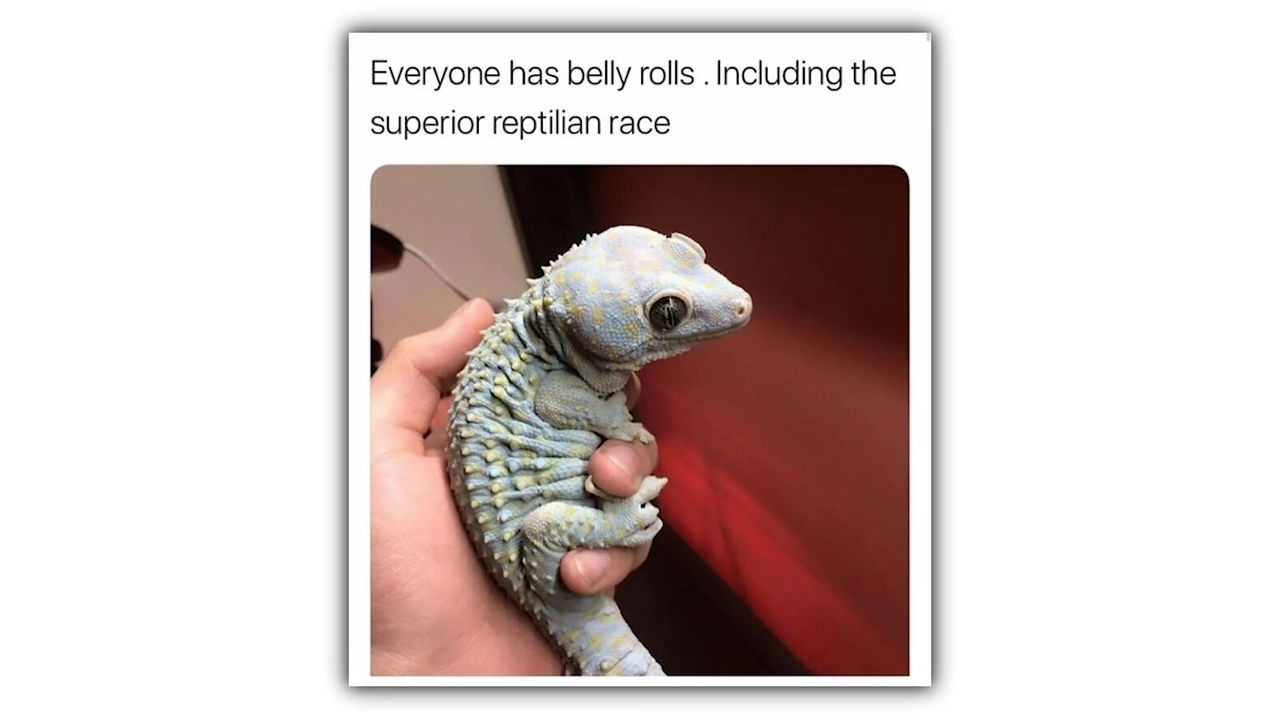 Everyone has belly rolls . Including the
superior reptilian race